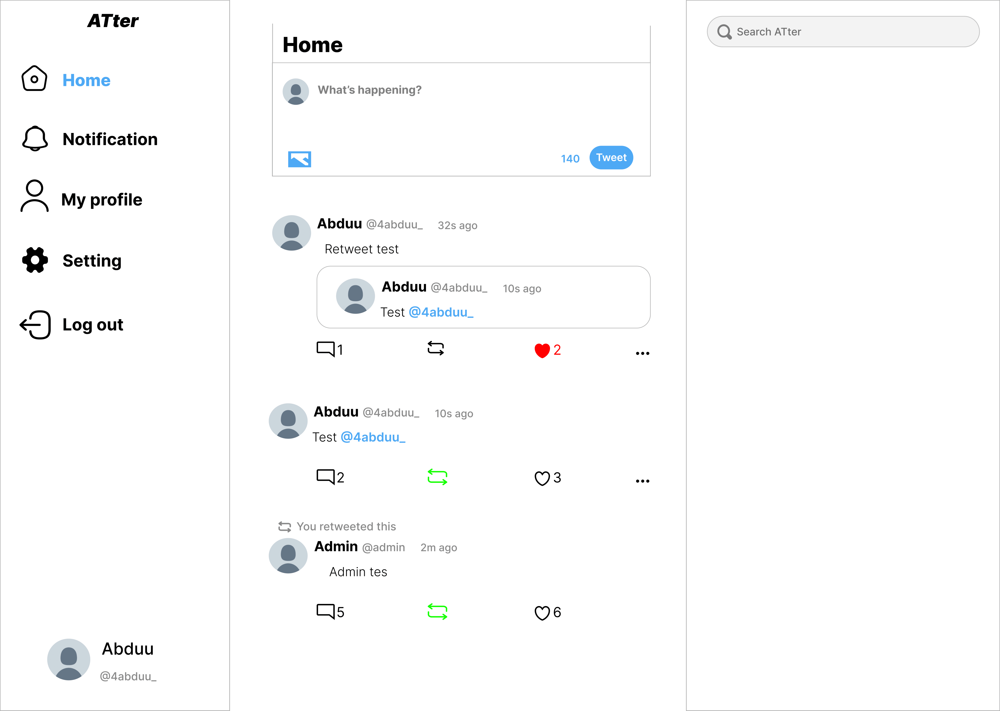 ATter
Home
Notification
My profile
Setting
Log out
Abduu
@4abduu_
Home
What's happening?
140 Tweet
Abduu @4abduu_ 32s ago
Retweet test
Abduu @4abduu_ 10s ago
Test @4abduu_
1 2
Abduu @4abduu_ 10s ago
Test @4abduu_
2 3
You retweeted this
Admin @admin 2m ago
Admin tes
5 6
Search ATter